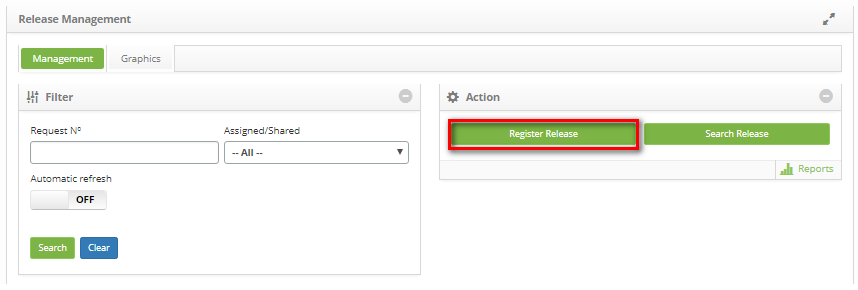 Release Management
Management
Graphics
Filter
Request Nº
Assigned/Shared
-- All --
Automatic refresh
OFF
Search
Clear
Action
Register Release
Search Release
Reports